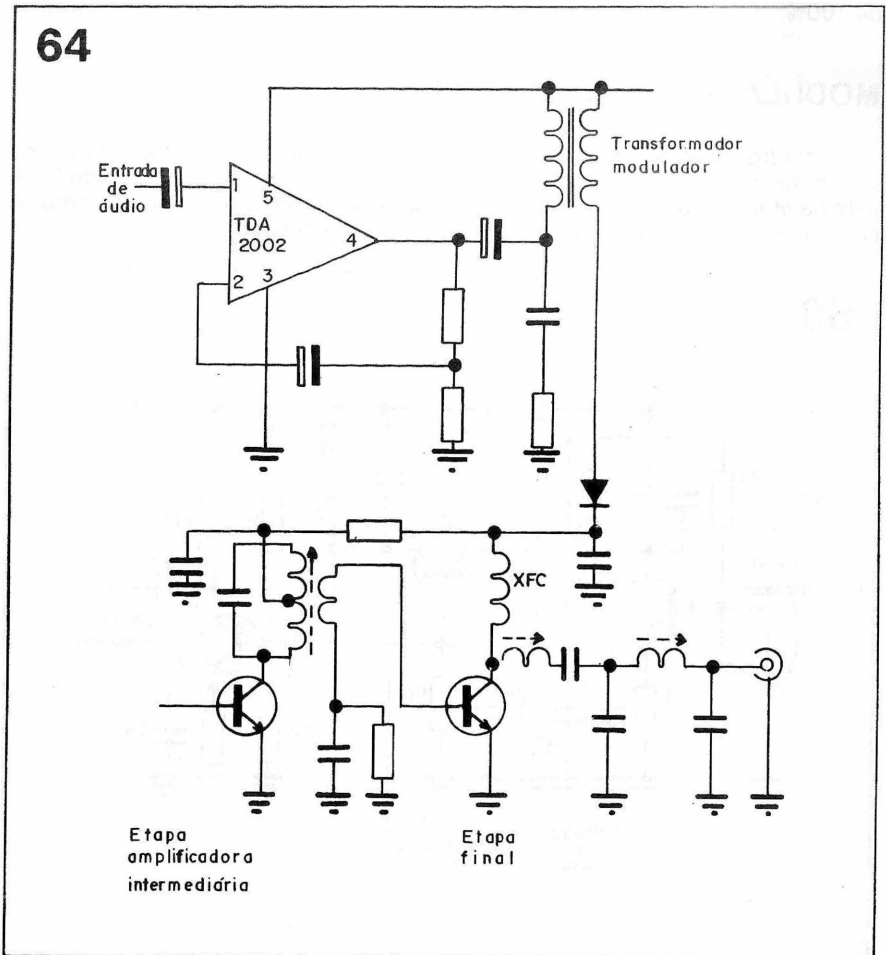 64
Entrada
de
áudio
1
5
TDA
2002
4
2
3
Transformador
modulador
XFC
Etapa
amplificadora
intermediária
Etapa
final